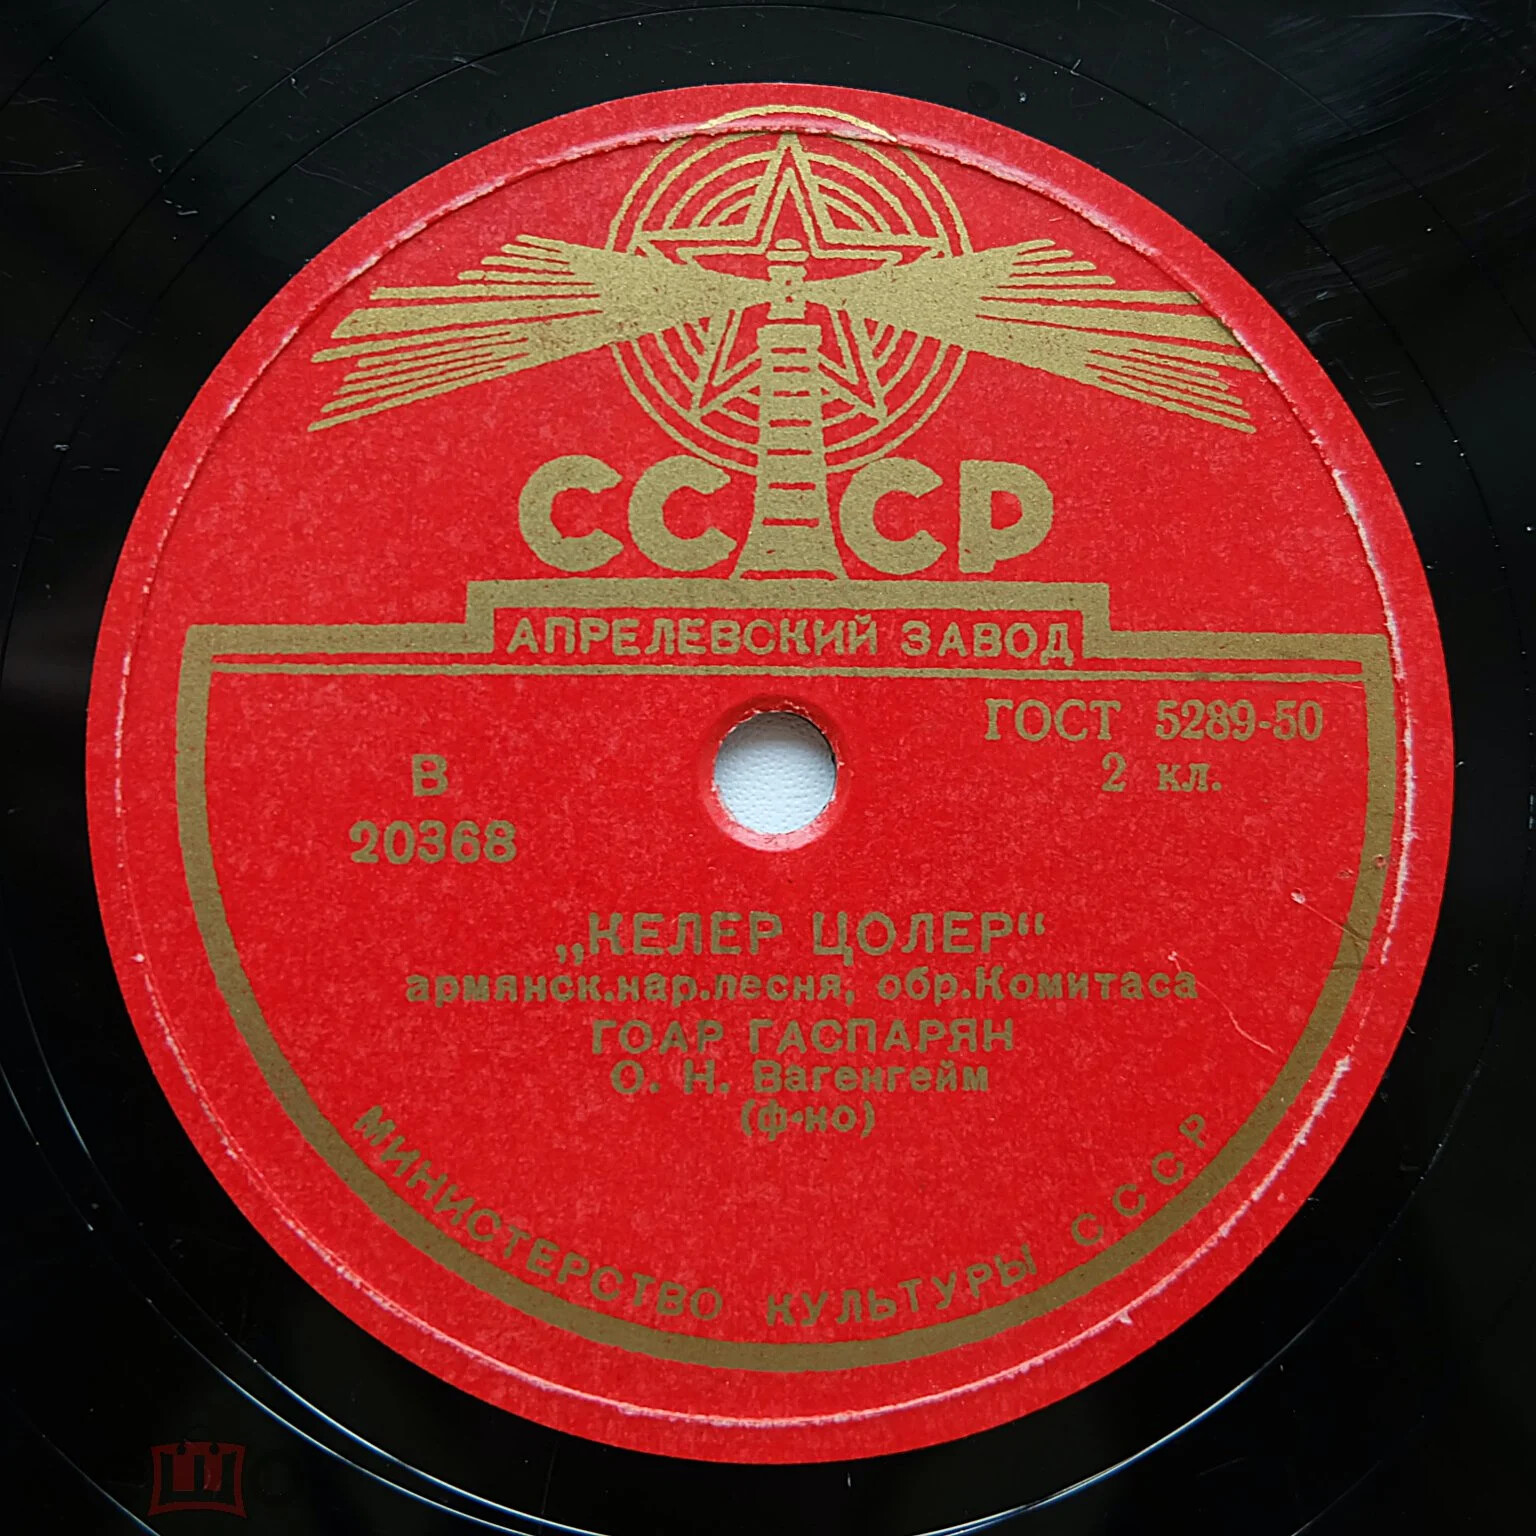 СССР
АПРЕЛЕВСКИЙ ЗАВОД
ГОСТ 5289-50
2 кл.
В
20368
„КЕЛЕР ЦОЛЕР“
армянск.нар.песня, обр.Комитаса
ГОАР ГАСПАРЯН
О. Н. Вагенгейм
(ф-но)
МИНИСТЕРСТВО КУЛЬТУРЫ СССР